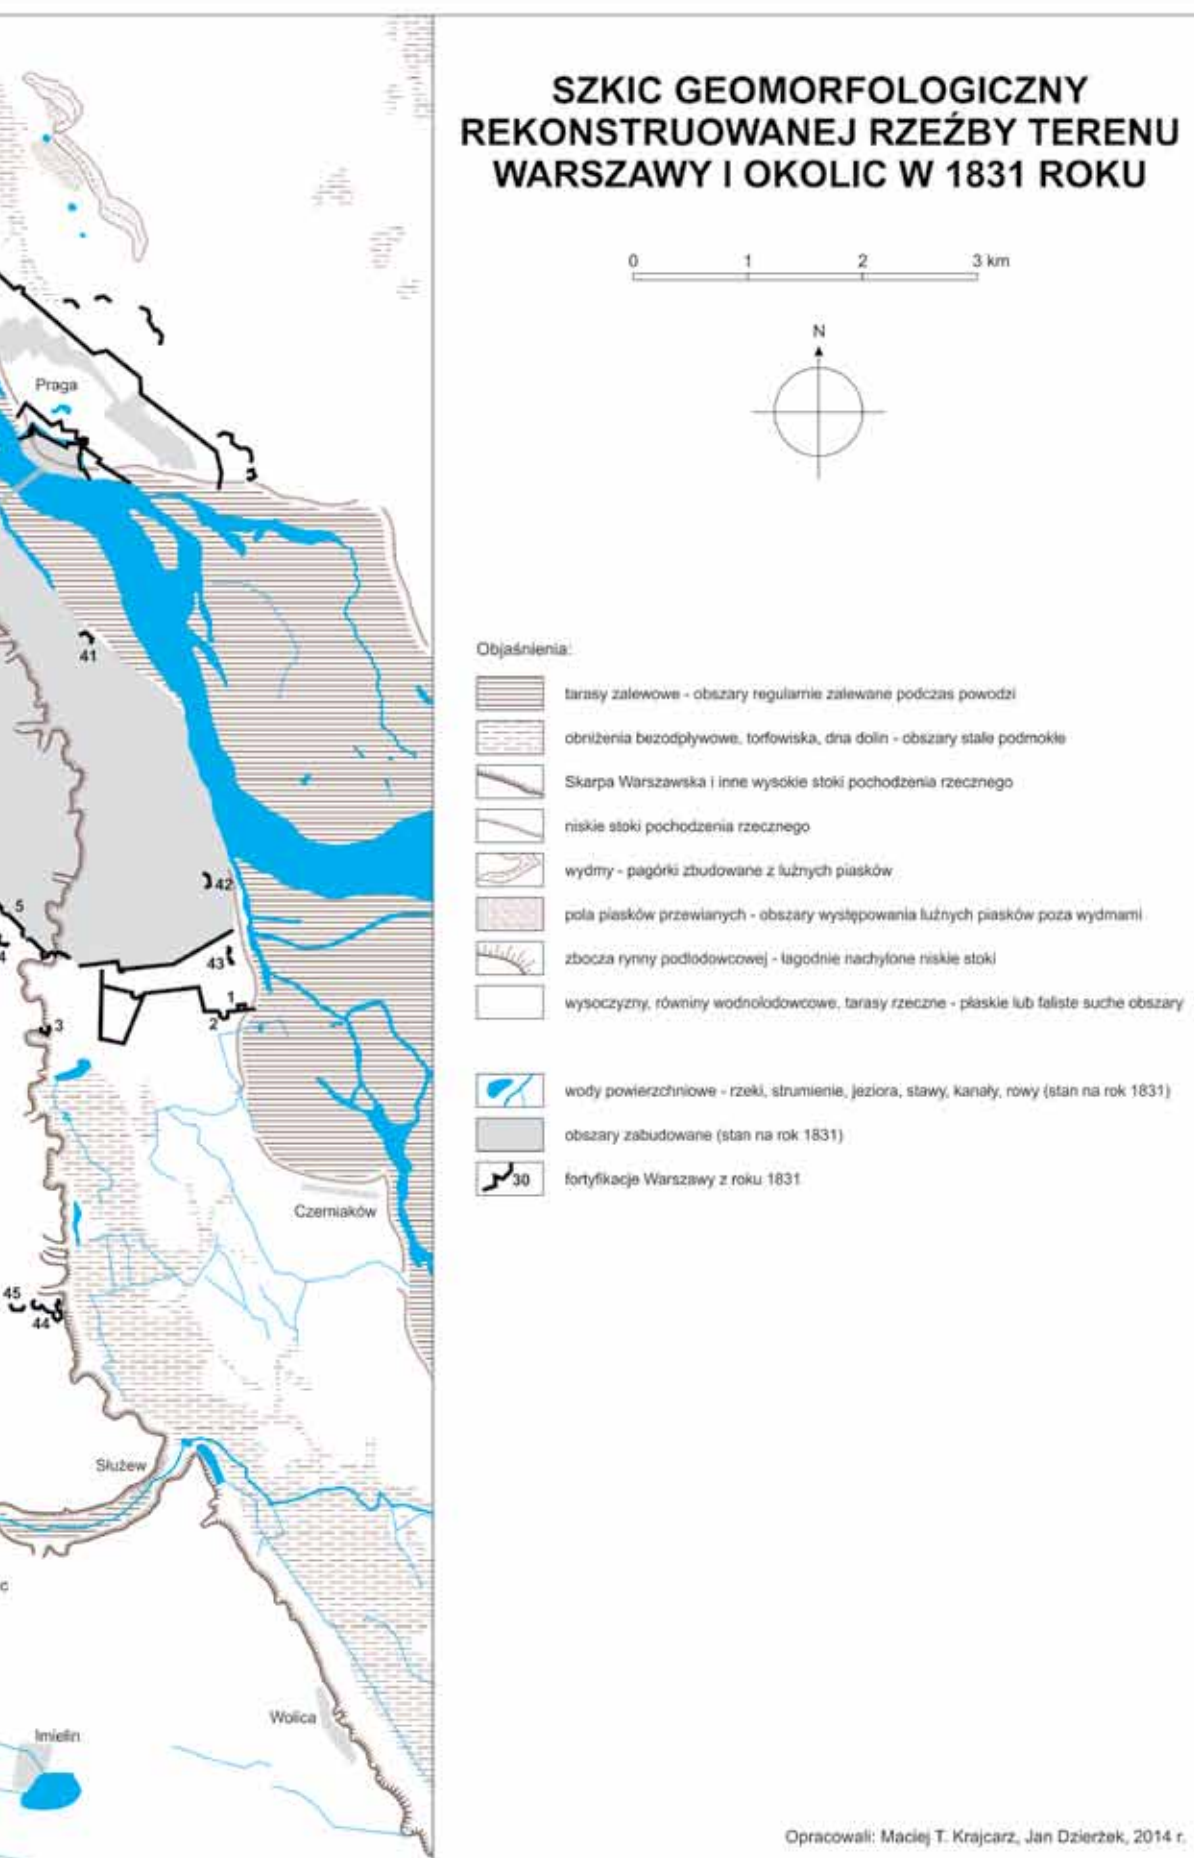 SZKIC GEOMORFOLOGICZNY
REKONSTRUOWANEJ RZEŹBY TERENU
WARSZAWY I OKOLIC W 1831 ROKU
0 1 2 3 km
N
Praga
41
42
5
4
43
1
2
3
Czerniaków
45
44
Służew
c
Wolica
Imielin
Objaśnienia:
tarasy zalewowe - obszary regularnie zalewane podczas powodzi
obniżenia bezodpływowe, torfowiska, dna dolin - obszary stale podmokłe
Skarpa Warszawska i inne wysokie stoki pochodzenia rzecznego
niskie stoki pochodzenia rzecznego
wydmy - pagórki zbudowane z luźnych piasków
pola piasków przewianych - obszary występowania luźnych piasków poza wydmami
zbocza rynny podlodowcowej - łagodnie nachylone niskie stoki
wysoczyzny, równiny wodnolodowcowe, tarasy rzeczne - płaskie lub faliste suche obszary
wody powierzchniowe - rzeki, strumienie, jeziora, stawy, kanały, rowy (stan na rok 1831)
obszary zabudowane (stan na rok 1831)
30 fortyfikacje Warszawy z roku 1831
Opracowali: Maciej T. Krajcarz, Jan Dzierżek, 2014 r.